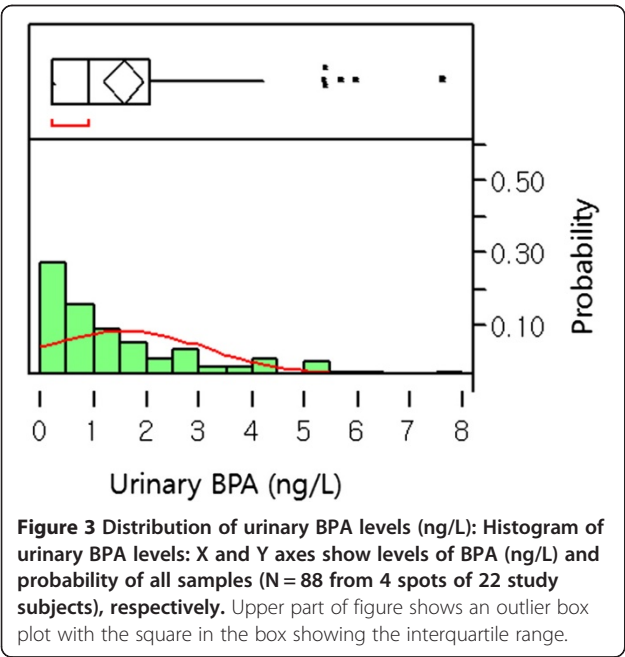 0.50
0.30
0.10
Probability
0 1 2 3 4 5 6 7 8
Urinary BPA (ng/L)
Figure 3 Distribution of urinary BPA levels (ng/L): Histogram of
urinary BPA levels: X and Y axes show levels of BPA (ng/L) and
probability of all samples (N = 88 from 4 spots of 22 study
subjects), respectively. Upper part of figure shows an outlier box
plot with the square in the box showing the interquartile range.